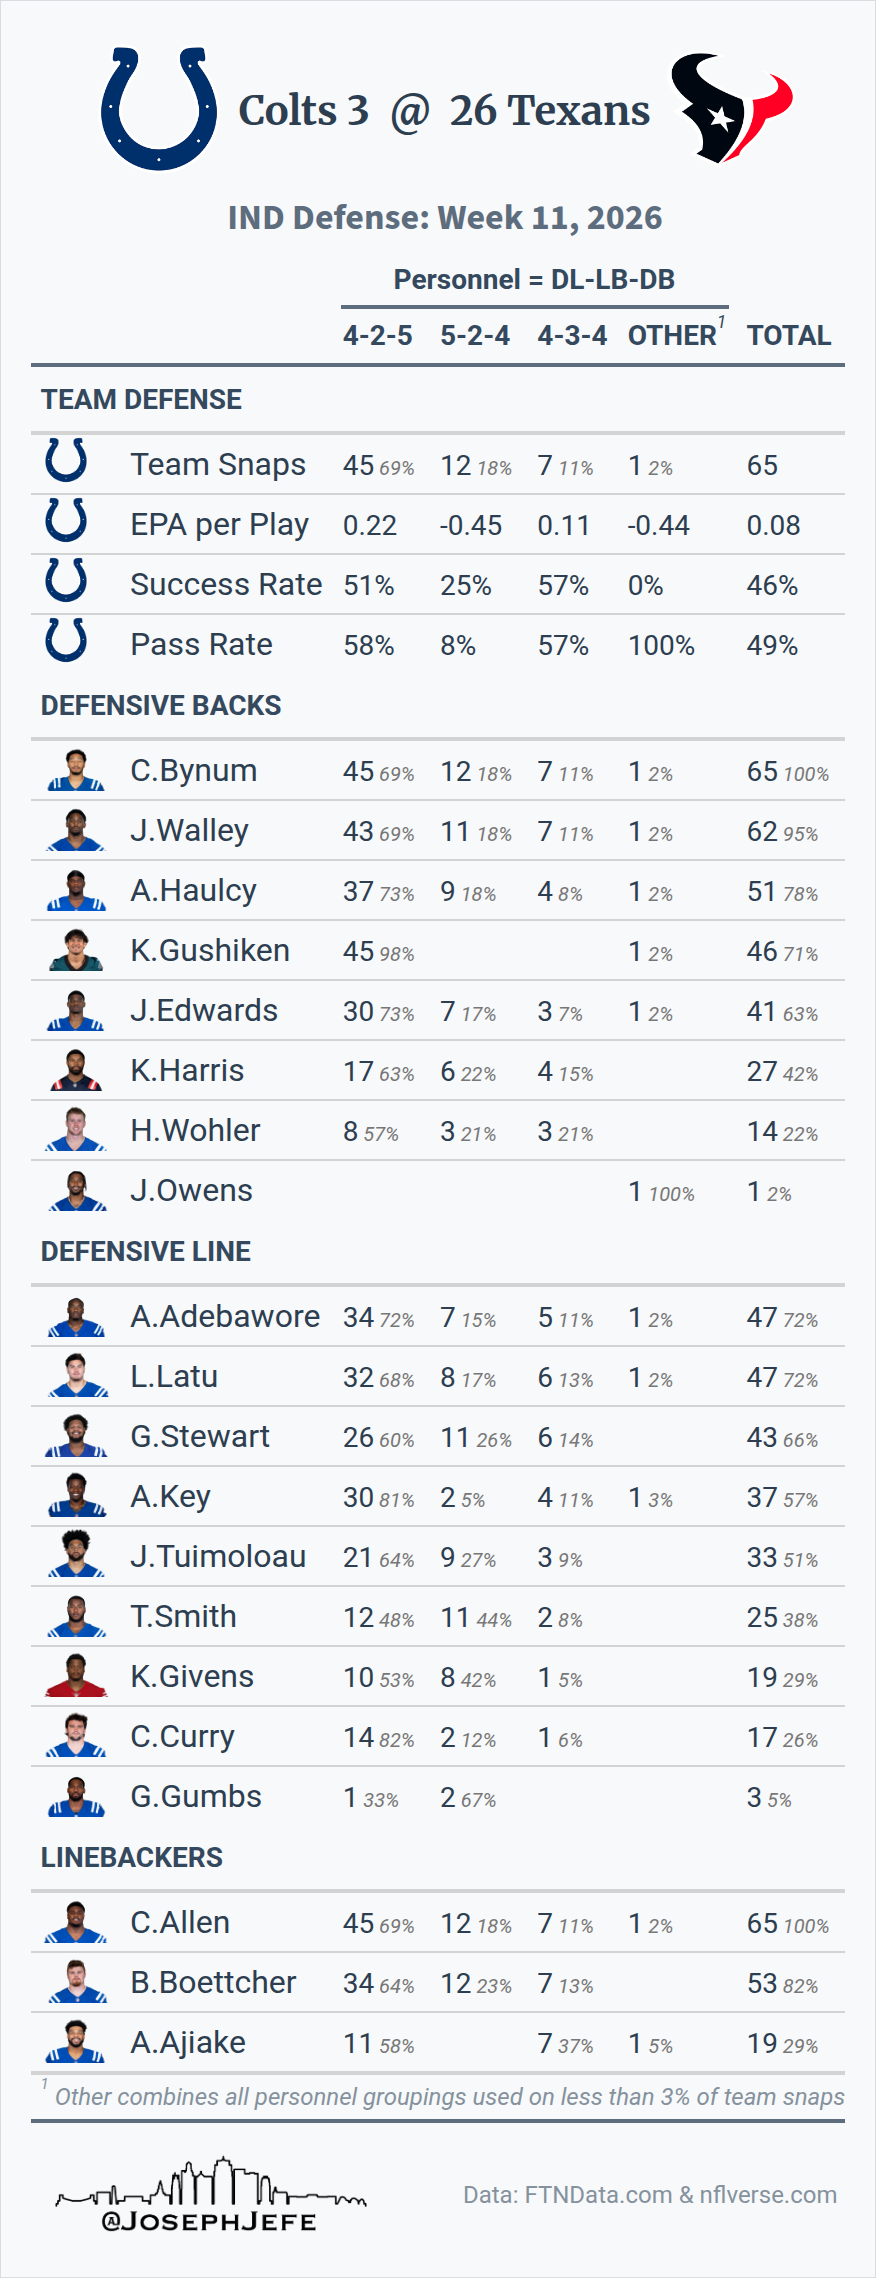 Colts 3 @ 26 Texans
IND Defense: Week 11, 2026
Personnel = DL-LB-DB
4-2-5 5-2-4 4-3-4 OTHER1 TOTAL
TEAM DEFENSE
Team Snaps 45 69% 12 18% 7 11% 1 2% 65
EPA per Play 0.22 -0.45 0.11 -0.44 0.08
Success Rate 51% 25% 57% 0% 46%
Pass Rate 58% 8% 57% 100% 49%
DEFENSIVE BACKS
C.Bynum 45 69% 12 18% 7 11% 1 2% 65 100%
J.Walley 43 69% 11 18% 7 11% 1 2% 62 95%
A.Haulcy 37 73% 9 18% 4 8% 1 2% 51 78%
K.Gushiken 45 98% 1 2% 46 71%
J.Edwards 30 73% 7 17% 3 7% 1 2% 41 63%
K.Harris 17 63% 6 22% 4 15% 27 42%
H.Wohler 8 57% 3 21% 3 21% 14 22%
J.Owens 1 100% 1 2%
DEFENSIVE LINE
A.Adebawore 34 72% 7 15% 5 11% 1 2% 47 72%
L.Latu 32 68% 8 17% 6 13% 1 2% 47 72%
G.Stewart 26 60% 11 26% 6 14% 43 66%
A.Key 30 81% 2 5% 4 11% 1 3% 37 57%
J.Tuimoloau 21 64% 9 27% 3 9% 33 51%
T.Smith 12 48% 11 44% 2 8% 25 38%
K.Givens 10 53% 8 42% 1 5% 19 29%
C.Curry 14 82% 2 12% 1 6% 17 26%
G.Gumbs 1 33% 2 67% 3 5%
LINEBACKERS
C.Allen 45 69% 12 18% 7 11% 1 2% 65 100%
B.Boettcher 34 64% 12 23% 7 13% 53 82%
A.Ajiake 11 58% 7 37% 1 5% 19 29%
1 Other combines all personnel groupings used on less than 3% of team snaps
@JosephJefe
Data: FTNData.com & nflverse.com